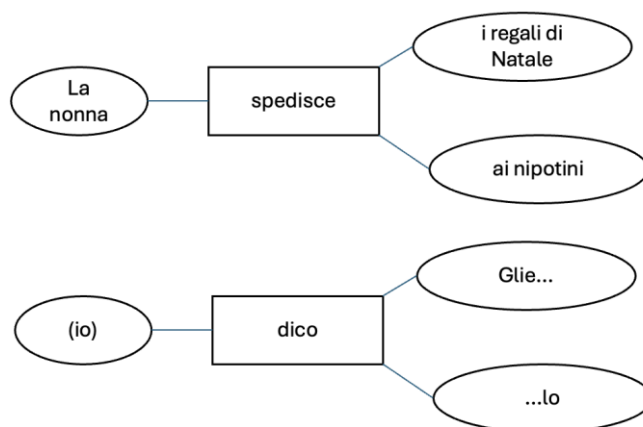 La
nonna
spedisce
i regali di
Natale
ai nipotini
(io)
dico
Glie...
...lo